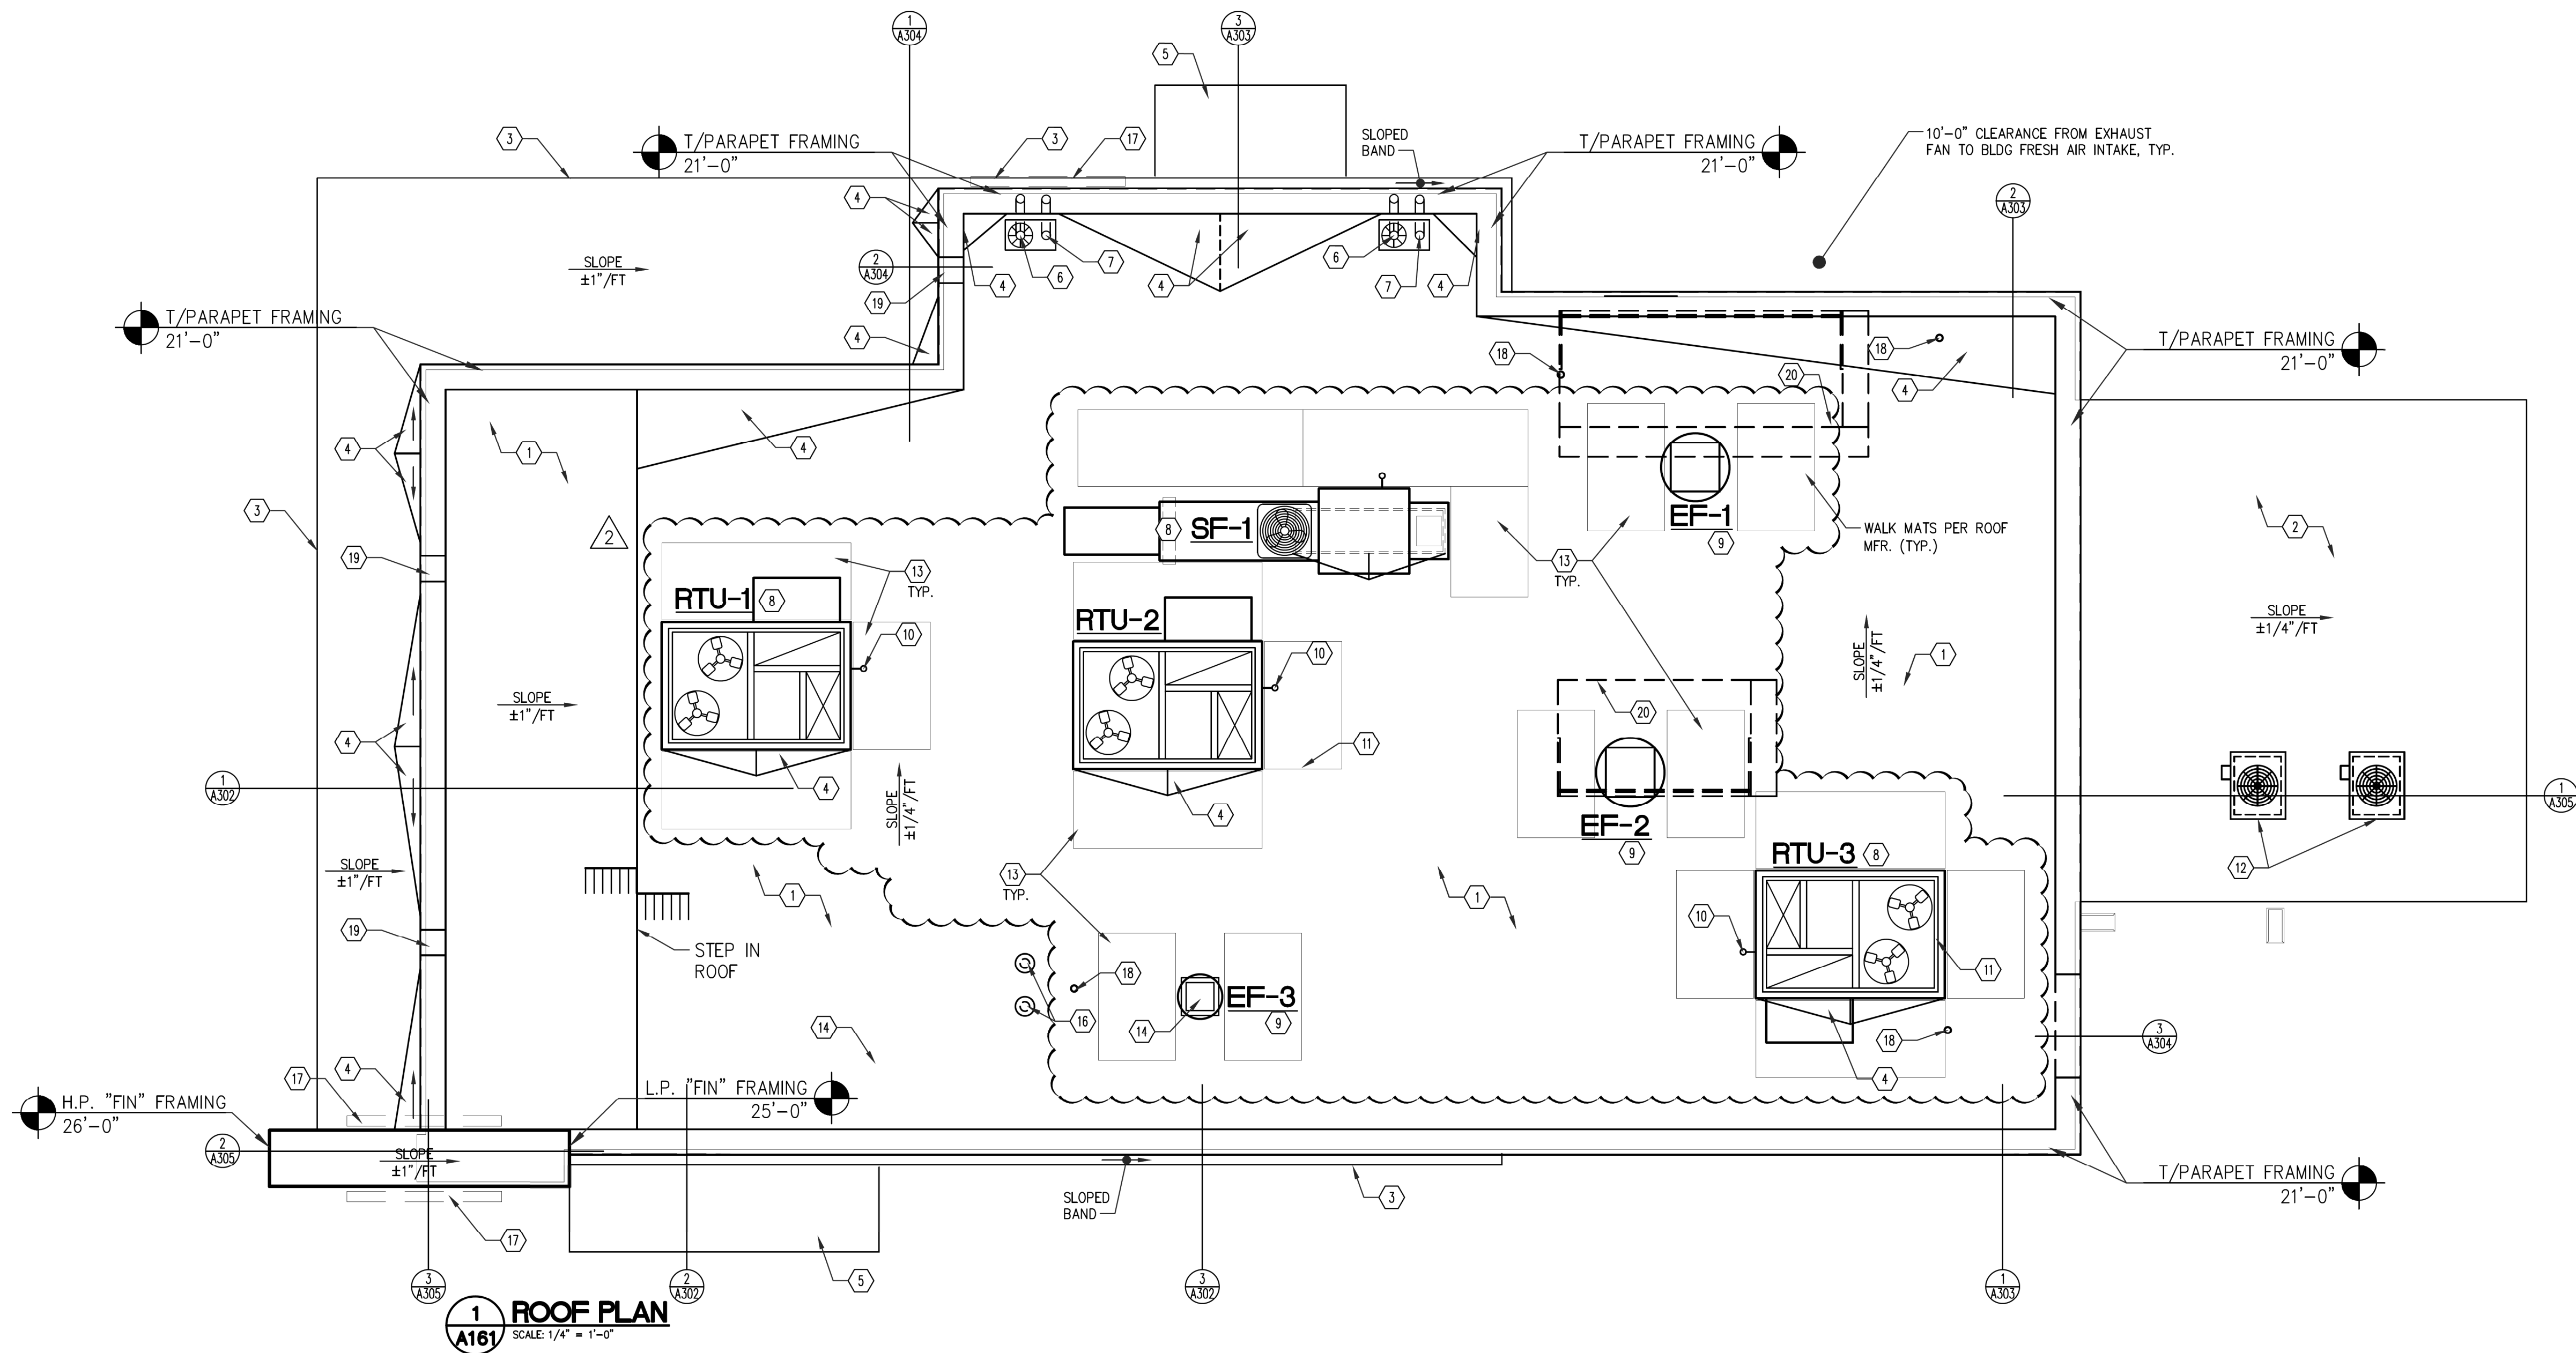 1
A304
3
A303
5
3
T/PARAPET FRAMING
21'-0"
3
17
SLOPED
BAND
T/PARAPET FRAMING
21'-0"
10'-0" CLEARANCE FROM EXHAUST
FAN TO BLDG FRESH AIR INTAKE, TYP.
4
2
A303
SLOPE
±1"/FT
2
A304
19
4
6
7
4
6
7
4
T/PARAPET FRAMING
21'-0"
4
18
18
4
T/PARAPET FRAMING
21'-0"
20
4
1
4
3
2
19
8
SF-1
EF-1
9
13
TYP.
WALK MATS PER ROOF
MFR. (TYP.)
2
13
TYP.
RTU-1
8
10
RTU-2
10
SLOPE
±1/4"/FT
1
SLOPE
±1/4"/FT
SLOPE
±1"/FT
4
20
11
1
A302
4
SLOPE
±1/4"/FT
4
EF-2
9
1
A305
12
SLOPE
±1"/FT
1
13
TYP.
1
RTU-3
8
19
10
STEP IN
ROOF
18
11
14
16
14
EF-3
9
18
3
A304
17
4
4
H.P. "FIN" FRAMING
26'-0"
L.P. "FIN" FRAMING
25'-0"
2
A305
SLOPE
±1"/FT
SLOPED
BAND
3
T/PARAPET FRAMING
21'-0"
17
5
3
A305
2
A302
3
A302
1
A303
1
A161
ROOF PLAN
SCALE: 1/4" = 1'-0"